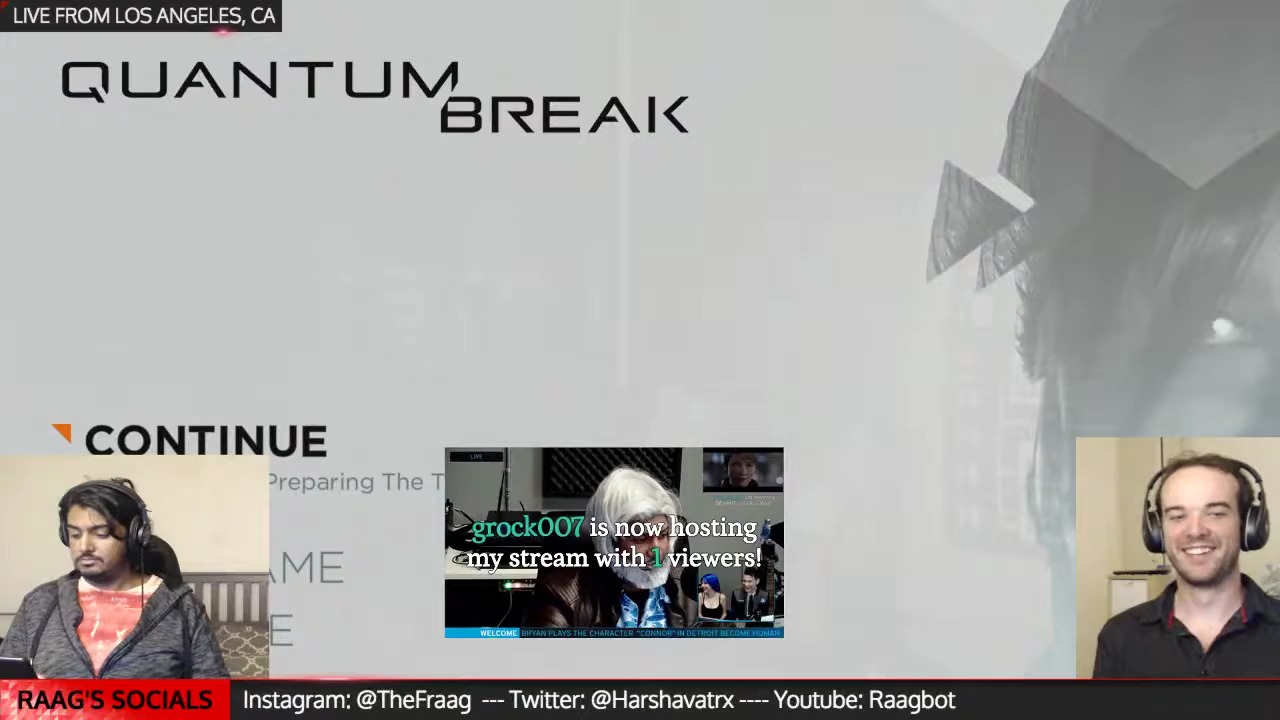 LIVE FROM LOS ANGELES, CA
QUANTUM
BREAK
CONTINUE
Preparing The T
AME
E
LIVE
grock007 is now hosting
my stream with 1 viewers!
WELCOME BRYAN PLAYS THE CHARACTER "CONNOR" IN DETROIT BECOME HUMAN
RAAG'S SOCIALS Instagram: @TheFraag --- Twitter: @Harshavatrx ---- Youtube: Raagbot